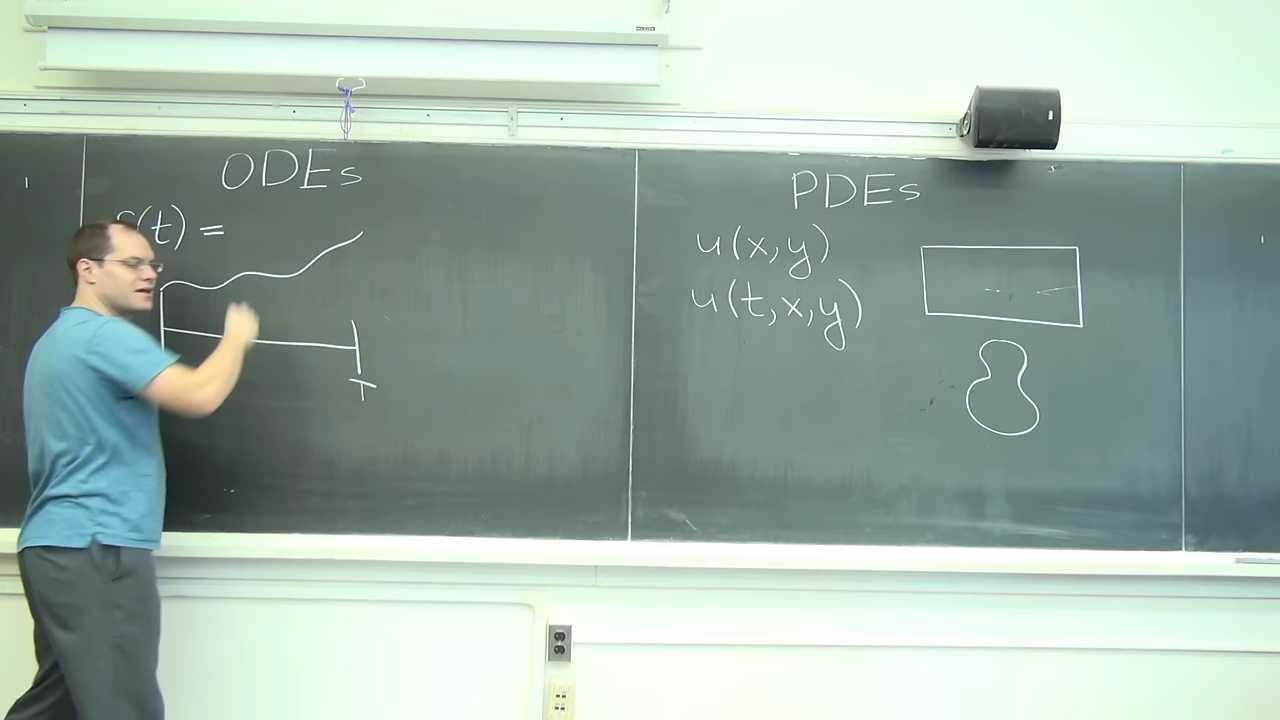 ODEs
(t) =
T
PDEs
u(x,y)
u(t,x,y)